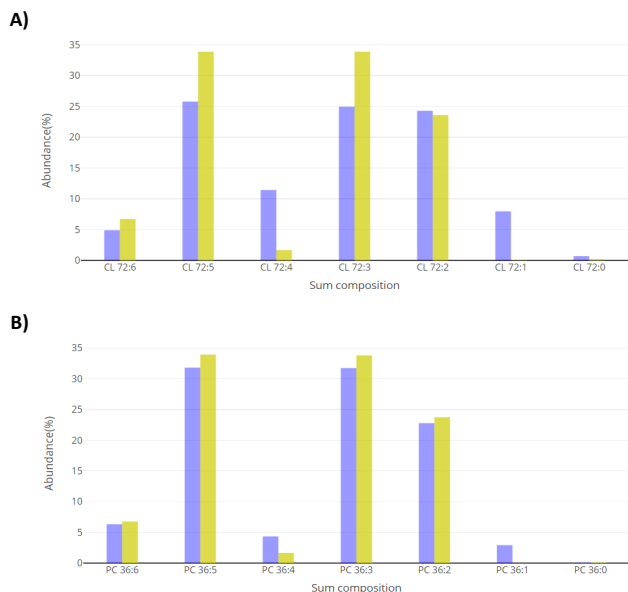 A)
35
30
25
20
15
10
5
0
Abundance(%)
CL 72:6 CL 72:5 CL 72:4 CL 72:3 CL 72:2 CL 72:1 CL 72:0
Sum composition
B)
35
30
25
20
15
10
5
0
Abundance(%)
PC 36:6 PC 36:5 PC 36:4 PC 36:3 PC 36:2 PC 36:1 PC 36:0
Sum composition